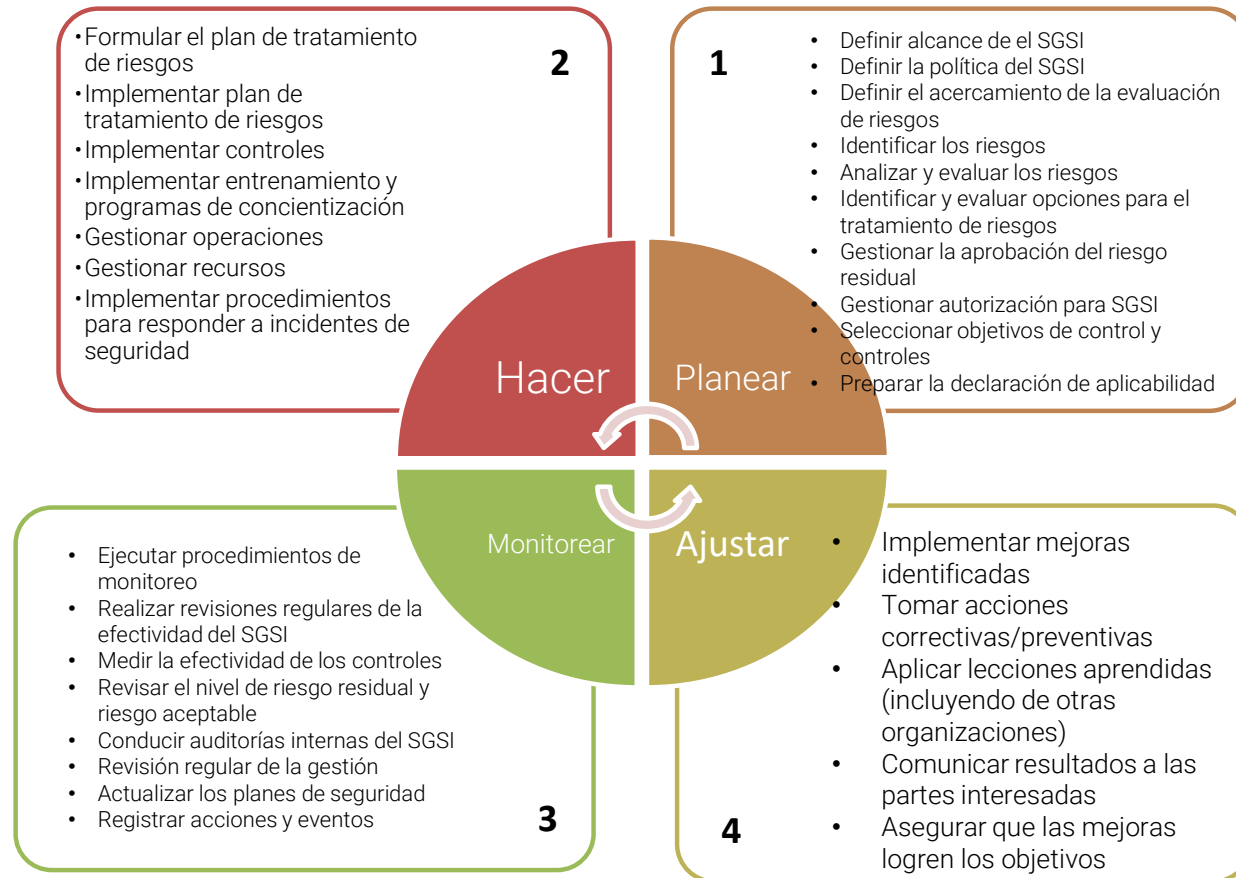 •Formular el plan de tratamiento
de riesgos
•Implementar plan de
tratamiento de riesgos
•Implementar controles
•Implementar entrenamiento y
programas de concientización
•Gestionar operaciones
•Gestionar recursos
•Implementar procedimientos
para responder a incidentes de
seguridad
2
1
• Definir alcance de el SGSI
• Definir la política del SGSI
• Definir el acercamiento de la evaluación
de riesgos
• Identificar los riesgos
• Analizar y evaluar los riesgos
• Identificar y evaluar opciones para el
tratamiento de riesgos
• Gestionar la aprobación del riesgo
residual
• Gestionar autorización para SGSI
• Seleccionar objetivos de control y
controles
• Preparar la declaración de aplicabilidad
Hacer
Planear
Monitorear
Ajustar
• Ejecutar procedimientos de
monitoreo
• Realizar revisiones regulares de la
efectividad del SGSI
• Medir la efectividad de los controles
• Revisar el nivel de riesgo residual y
riesgo aceptable
• Conducir auditorías internas del SGSI
• Revisión regular de la gestión
• Actualizar los planes de seguridad
• Registrar acciones y eventos
3
4
• Implementar mejoras
identificadas
• Tomar acciones
correctivas/preventivas
• Aplicar lecciones aprendidas
(incluyendo de otras
organizaciones)
• Comunicar resultados a las
partes interesadas
• Asegurar que las mejoras
logren los objetivos